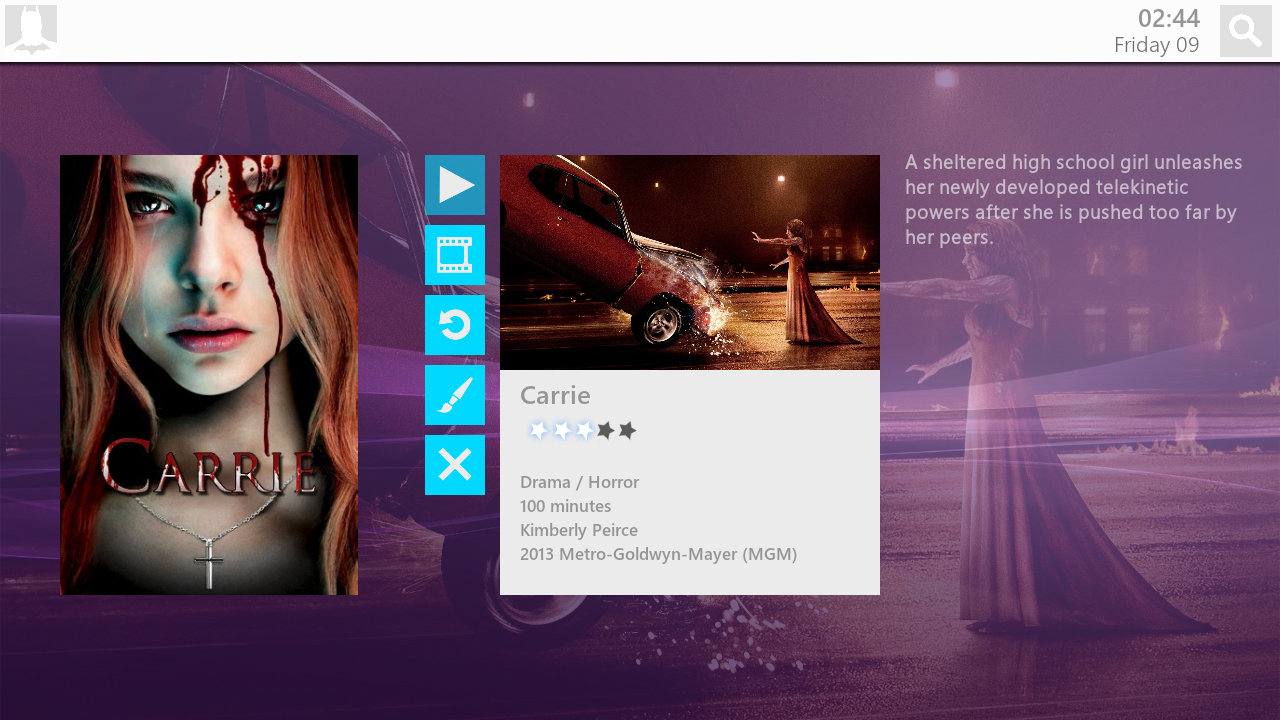 02:44
Friday 09
CARRIE
Carrie
Drama / Horror
100 minutes
Kimberly Peirce
2013 Metro-Goldwyn-Mayer (MGM)
A sheltered high school girl unleashes
her newly developed telekinetic
powers after she is pushed too far by
her peers.